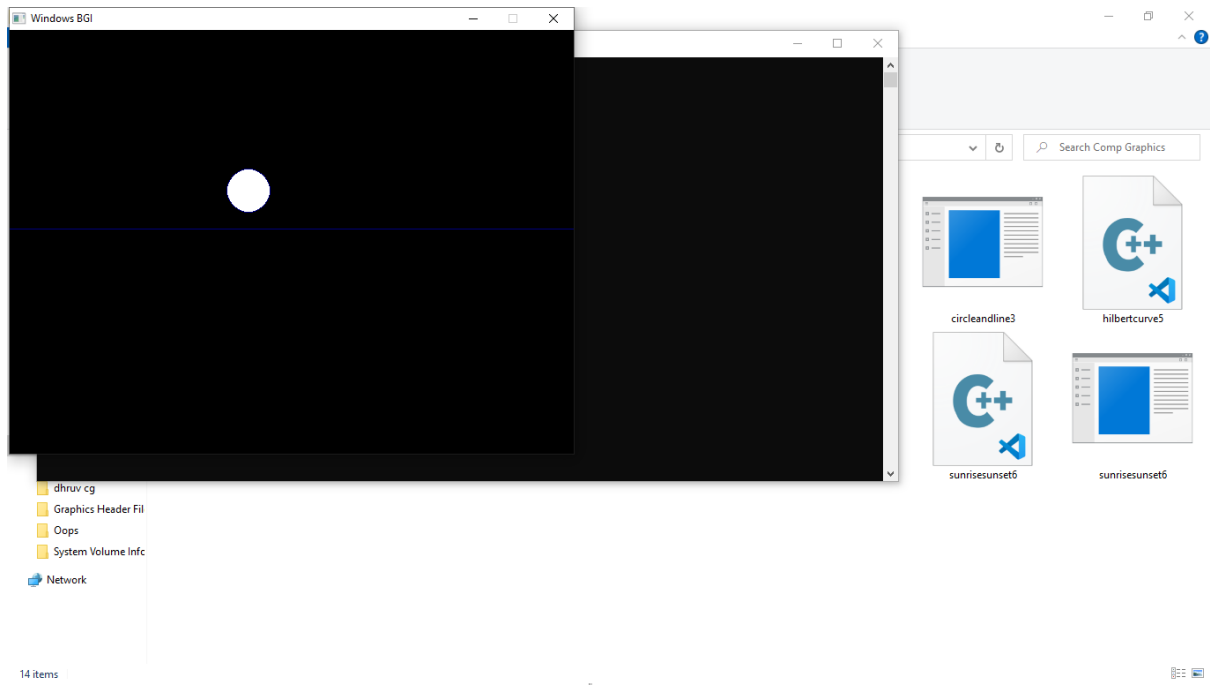 Windows BGI
?
Search Comp Graphics
C++
circleandline3
hilbertcurve5
C++
sunrisesunset6
sunrisesunset6
dhruv cg
Graphics Header Fil
Oops
System Volume Info
Network
14 items